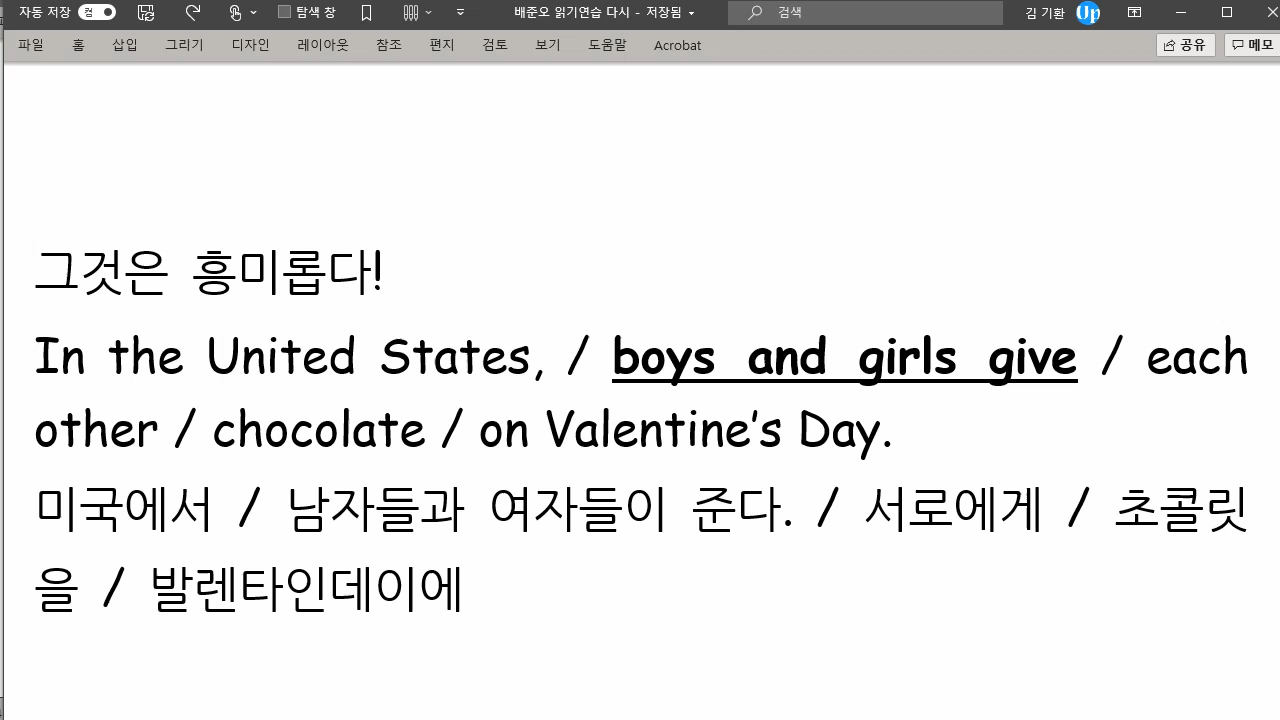 자동 저장 컴 탐색 창 배준오 읽기연습 다시 - 저장됨 검색 김 기환 Up
파일 홈 삽입 그리기 디자인 레이아웃 참조 편지 검토 보기 도움말 Acrobat 공유 메모
그것은 흥미롭다!
In the United States, / boys and girls give / each
other / chocolate / on Valentine's Day.
미국에서 / 남자들과 여자들이 준다. / 서로에게 / 초콜릿
을 / 발렌타인데이에